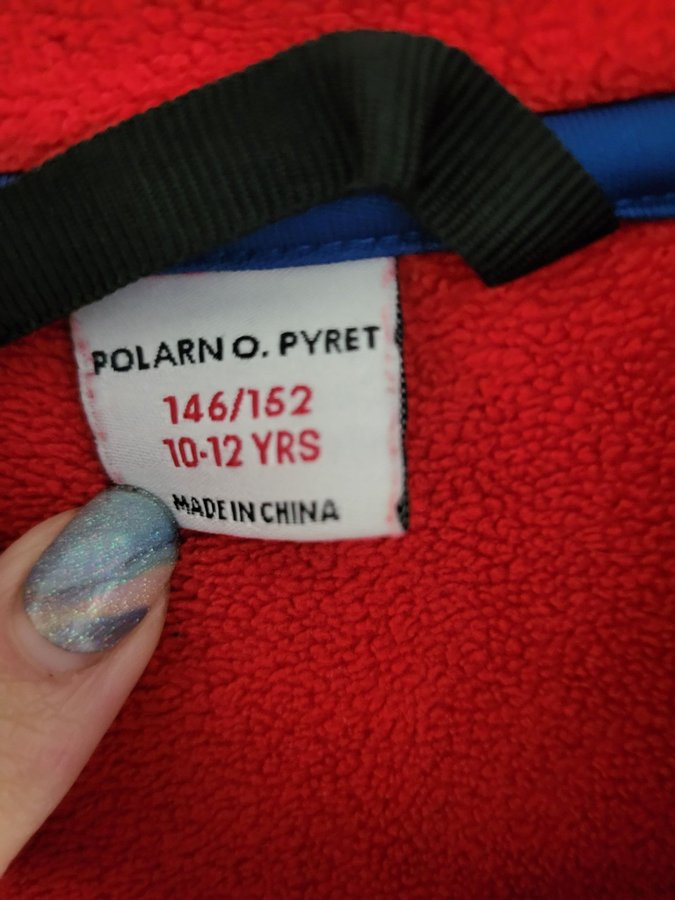 POLARN O. PYRET
146/152
10-12 YRS
MADE IN CHINA